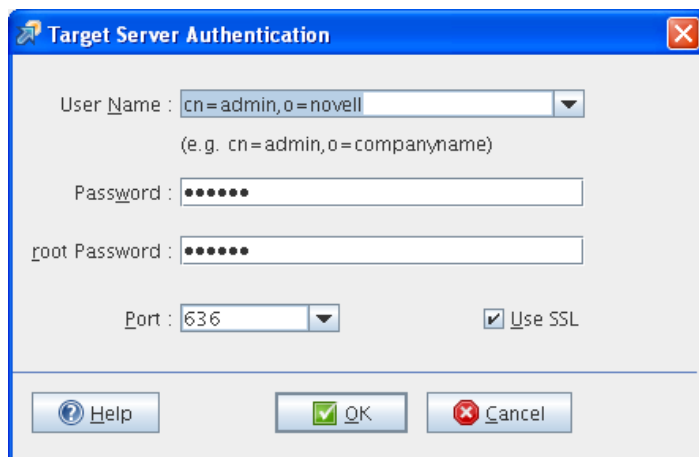 Target Server Authentication
User Name : cn=admin,o=novell
(e.g. cn=admin,o=companyname)
Password : ••••••
root Password : ••••••
Port : 636 Use SSL
Help OK Cancel